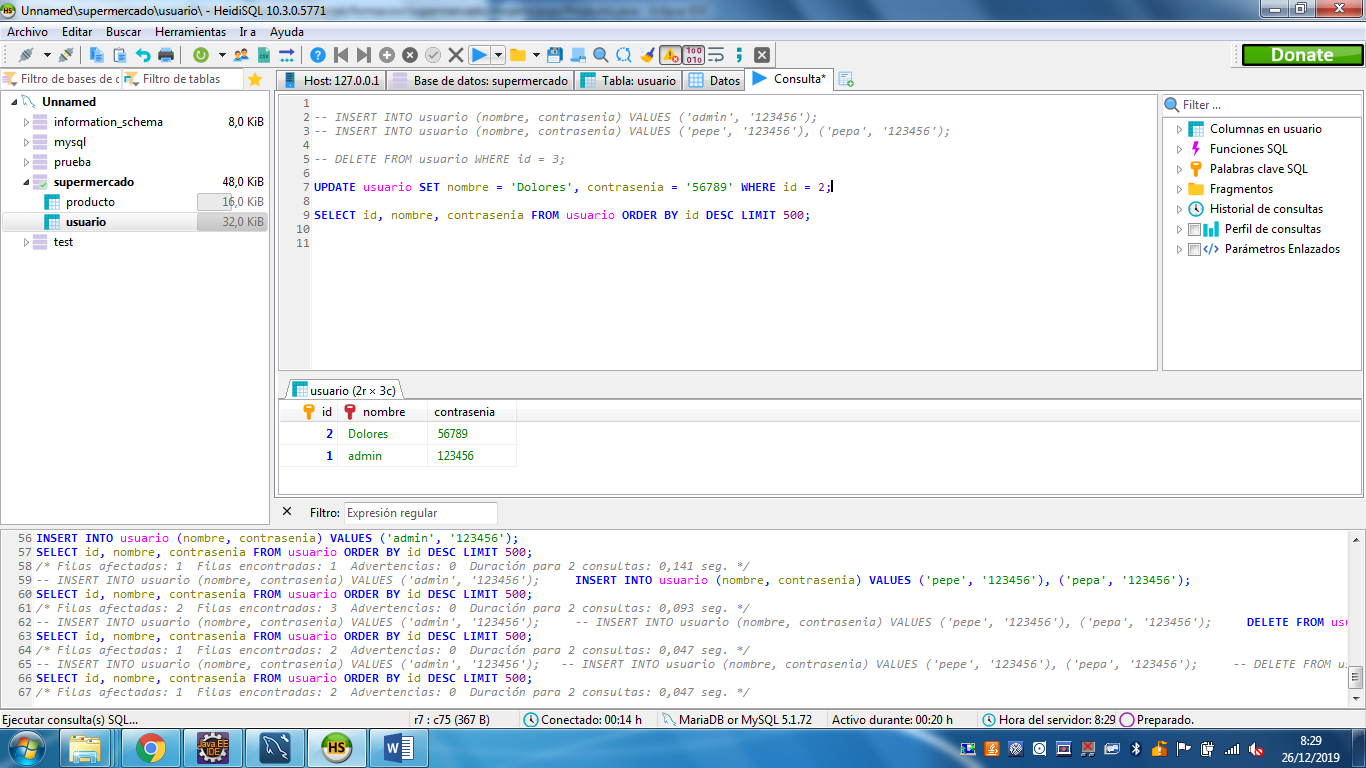 Unnamed\supermercado\usuario\ - HeidiSQL 10.3.0.5771
Archivo Editar Buscar Herramientas Ir a Ayuda
Donate
Filtro de bases de d Filtro de tablas
Host: 127.0.0.1 Base de datos: supermercado Tabla: usuario Datos Consulta*
Unnamed
information_schema 8,0 KiB
mysql
prueba
supermercado 48,0 KiB
producto 16,0 KiB
usuario 32,0 KiB
test
1
2 -- INSERT INTO usuario (nombre, contrasenia) VALUES ('admin', '123456');
3 -- INSERT INTO usuario (nombre, contrasenia) VALUES ('pepe', '123456'), ('pepa', '123456');
4
5 -- DELETE FROM usuario WHERE id = 3;
6
7 UPDATE usuario SET nombre = 'Dolores', contrasenia = '56789' WHERE id = 2;
8
9 SELECT id, nombre, contrasenia FROM usuario ORDER BY id DESC LIMIT 500;
10
11
Filter ...
Columnas en usuario
Funciones SQL
Palabras clave SQL
Fragmentos
Historial de consultas
Perfil de consultas
Parámetros Enlazados
usuario (2r × 3c)
id nombre contrasenia
2 Dolores 56789
1 admin 123456
Filtro: Expresión regular
56 INSERT INTO usuario (nombre, contrasenia) VALUES ('admin', '123456');
57 SELECT id, nombre, contrasenia FROM usuario ORDER BY id DESC LIMIT 500;
58 /* Filas afectadas: 1 Filas encontradas: 1 Advertencias: 0 Duración para 2 consultas: 0,141 seg. */
59 -- INSERT INTO usuario (nombre, contrasenia) VALUES ('admin', '123456'); INSERT INTO usuario (nombre, contrasenia) VALUES ('pepe', '123456'), ('pepa', '123456');
60 SELECT id, nombre, contrasenia FROM usuario ORDER BY id DESC LIMIT 500;
61 /* Filas afectadas: 2 Filas encontradas: 3 Advertencias: 0 Duración para 2 consultas: 0,093 seg. */
62 -- INSERT INTO usuario (nombre, contrasenia) VALUES ('admin', '123456'); -- INSERT INTO usuario (nombre, contrasenia) VALUES ('pepe', '123456'), ('pepa', '123456'); DELETE FROM usu
63 SELECT id, nombre, contrasenia FROM usuario ORDER BY id DESC LIMIT 500;
64 /* Filas afectadas: 1 Filas encontradas: 2 Advertencias: 0 Duración para 2 consultas: 0,047 seg. */
65 -- INSERT INTO usuario (nombre, contrasenia) VALUES ('admin', '123456'); -- INSERT INTO usuario (nombre, contrasenia) VALUES ('pepe', '123456'), ('pepa', '123456'); -- DELETE FROM u
66 SELECT id, nombre, contrasenia FROM usuario ORDER BY id DESC LIMIT 500;
67 /* Filas afectadas: 1 Filas encontradas: 2 Advertencias: 0 Duración para 2 consultas: 0,047 seg. */
Ejecutar consulta(s) SQL... r7 : c75 (367 B) Conectado: 00:14 h MariaDB or MySQL 5.1.72 Activo durante: 00:20 h Hora del servidor: 8:29 Preparado.
Java EE IDE
HS
8:29
26/12/2019